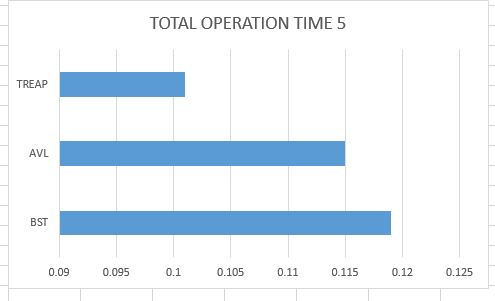 TOTAL OPERATION TIME 5
TREAP
AVL
BST
0.09 0.095 0.1 0.105 0.11 0.115 0.12 0.125